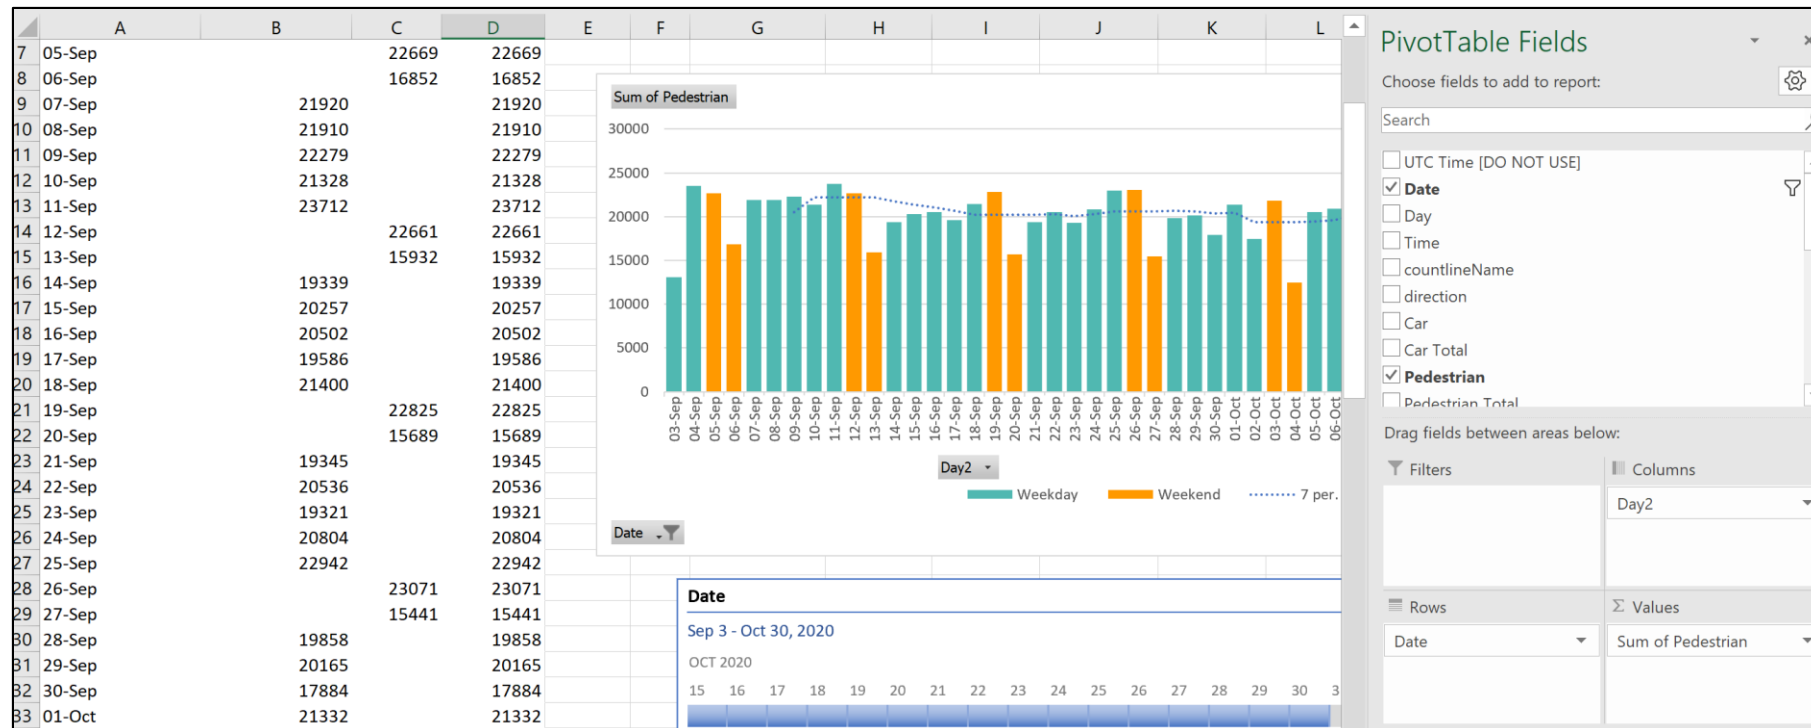 A B C D E F G H I J K L
7 05-Sep 22669 22669
8 06-Sep 16852 16852
9 07-Sep 21920 21920
10 08-Sep 21910 21910
11 09-Sep 22279 22279
12 10-Sep 21328 21328
13 11-Sep 23712 23712
14 12-Sep 22661 22661
15 13-Sep 15932 15932
16 14-Sep 19339 19339
17 15-Sep 20257 20257
18 16-Sep 20502 20502
19 17-Sep 19586 19586
20 18-Sep 21400 21400
21 19-Sep 22825 22825
22 20-Sep 15689 15689
23 21-Sep 19345 19345
24 22-Sep 20536 20536
25 23-Sep 19321 19321
26 24-Sep 20804 20804
27 25-Sep 22942 22942
28 26-Sep 23071 23071
29 27-Sep 15441 15441
30 28-Sep 19858 19858
31 29-Sep 20165 20165
32 30-Sep 17884 17884
33 01-Oct 21332 21332
Sum of Pedestrian
30000
25000
20000
15000
10000
5000
0
03-Sep
04-Sep
05-Sep
06-Sep
07-Sep
08-Sep
09-Sep
10-Sep
11-Sep
12-Sep
13-Sep
14-Sep
15-Sep
16-Sep
17-Sep
18-Sep
19-Sep
20-Sep
21-Sep
22-Sep
23-Sep
24-Sep
25-Sep
26-Sep
27-Sep
28-Sep
29-Sep
30-Sep
01-Oct
02-Oct
03-Oct
04-Oct
05-Oct
06-Oct
Day2
Weekday Weekend 7 per.
Date
Date
Sep 3 - Oct 30, 2020
OCT 2020
15 16 17 18 19 20 21 22 23 24 25 26 27 28 29 30 3
PivotTable Fields
Choose fields to add to report:
Search
UTC Time [DO NOT USE]
Date
Day
Time
countlineName
direction
Car
Car Total
Pedestrian
Pedestrian Total
Drag fields between areas below:
Filters
Columns
Day2
Rows
Date
Σ Values
Sum of Pedestrian